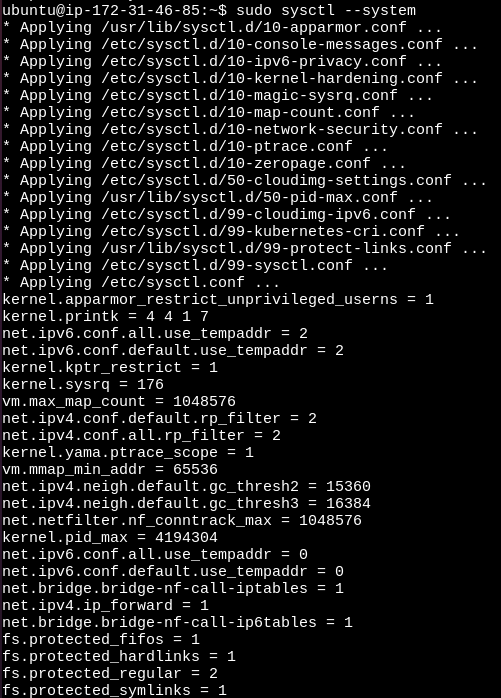 ubuntu@ip-172-31-46-85:~$ sudo sysctl --system
* Applying /usr/lib/sysctl.d/10-apparmor.conf ...
* Applying /etc/sysctl.d/10-console-messages.conf ...
* Applying /etc/sysctl.d/10-ipv6-privacy.conf ...
* Applying /etc/sysctl.d/10-kernel-hardening.conf ...
* Applying /etc/sysctl.d/10-magic-sysrq.conf ...
* Applying /etc/sysctl.d/10-map-count.conf ...
* Applying /etc/sysctl.d/10-network-security.conf ...
* Applying /etc/sysctl.d/10-ptrace.conf ...
* Applying /etc/sysctl.d/10-zeropage.conf ...
* Applying /etc/sysctl.d/50-cloudimg-settings.conf ...
* Applying /usr/lib/sysctl.d/50-pid-max.conf ...
* Applying /etc/sysctl.d/99-cloudimg-ipv6.conf ...
* Applying /etc/sysctl.d/99-kubernetes-cri.conf ...
* Applying /usr/lib/sysctl.d/99-protect-links.conf ...
* Applying /etc/sysctl.d/99-sysctl.conf ...
* Applying /etc/sysctl.conf ...
kernel.apparmor_restrict_unprivileged_userns = 1
kernel.printk = 4 4 1 7
net.ipv6.conf.all.use_tempaddr = 2
net.ipv6.conf.default.use_tempaddr = 2
kernel.kptr_restrict = 1
kernel.sysrq = 176
vm.max_map_count = 1048576
net.ipv4.conf.default.rp_filter = 2
net.ipv4.conf.all.rp_filter = 2
kernel.yama.ptrace_scope = 1
vm.mmap_min_addr = 65536
net.ipv4.neigh.default.gc_thresh2 = 15360
net.ipv4.neigh.default.gc_thresh3 = 16384
net.netfilter.nf_conntrack_max = 1048576
kernel.pid_max = 4194304
net.ipv6.conf.all.use_tempaddr = 0
net.ipv6.conf.default.use_tempaddr = 0
net.bridge.bridge-nf-call-iptables = 1
net.ipv4.ip_forward = 1
net.bridge.bridge-nf-call-ip6tables = 1
fs.protected_fifos = 1
fs.protected_hardlinks = 1
fs.protected_regular = 2
fs.protected_symlinks = 1